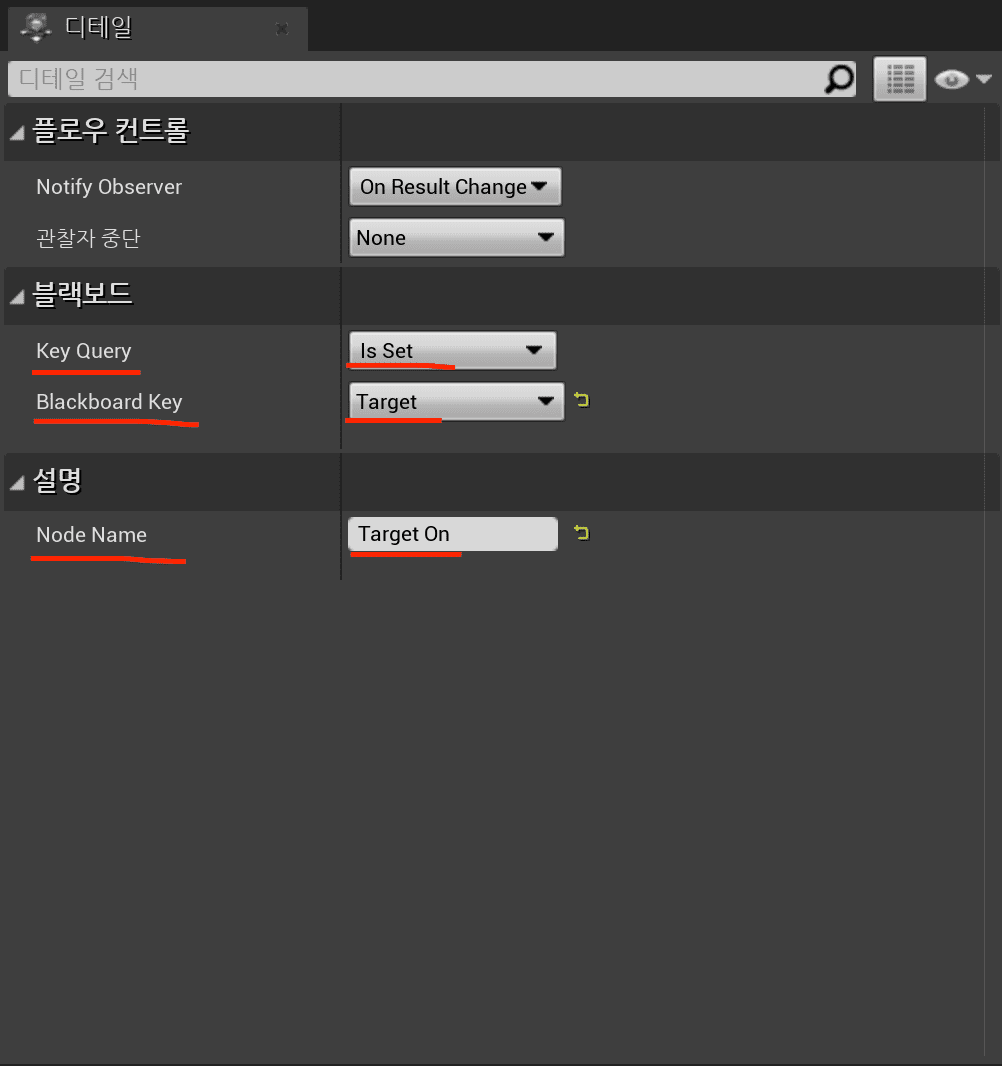 디테일
디테일 검색
플로우 컨트롤
Notify Observer On Result Change
관찰자 중단 None
블랙보드
Key Query Is Set
Blackboard Key Target
설명
Node Name Target On